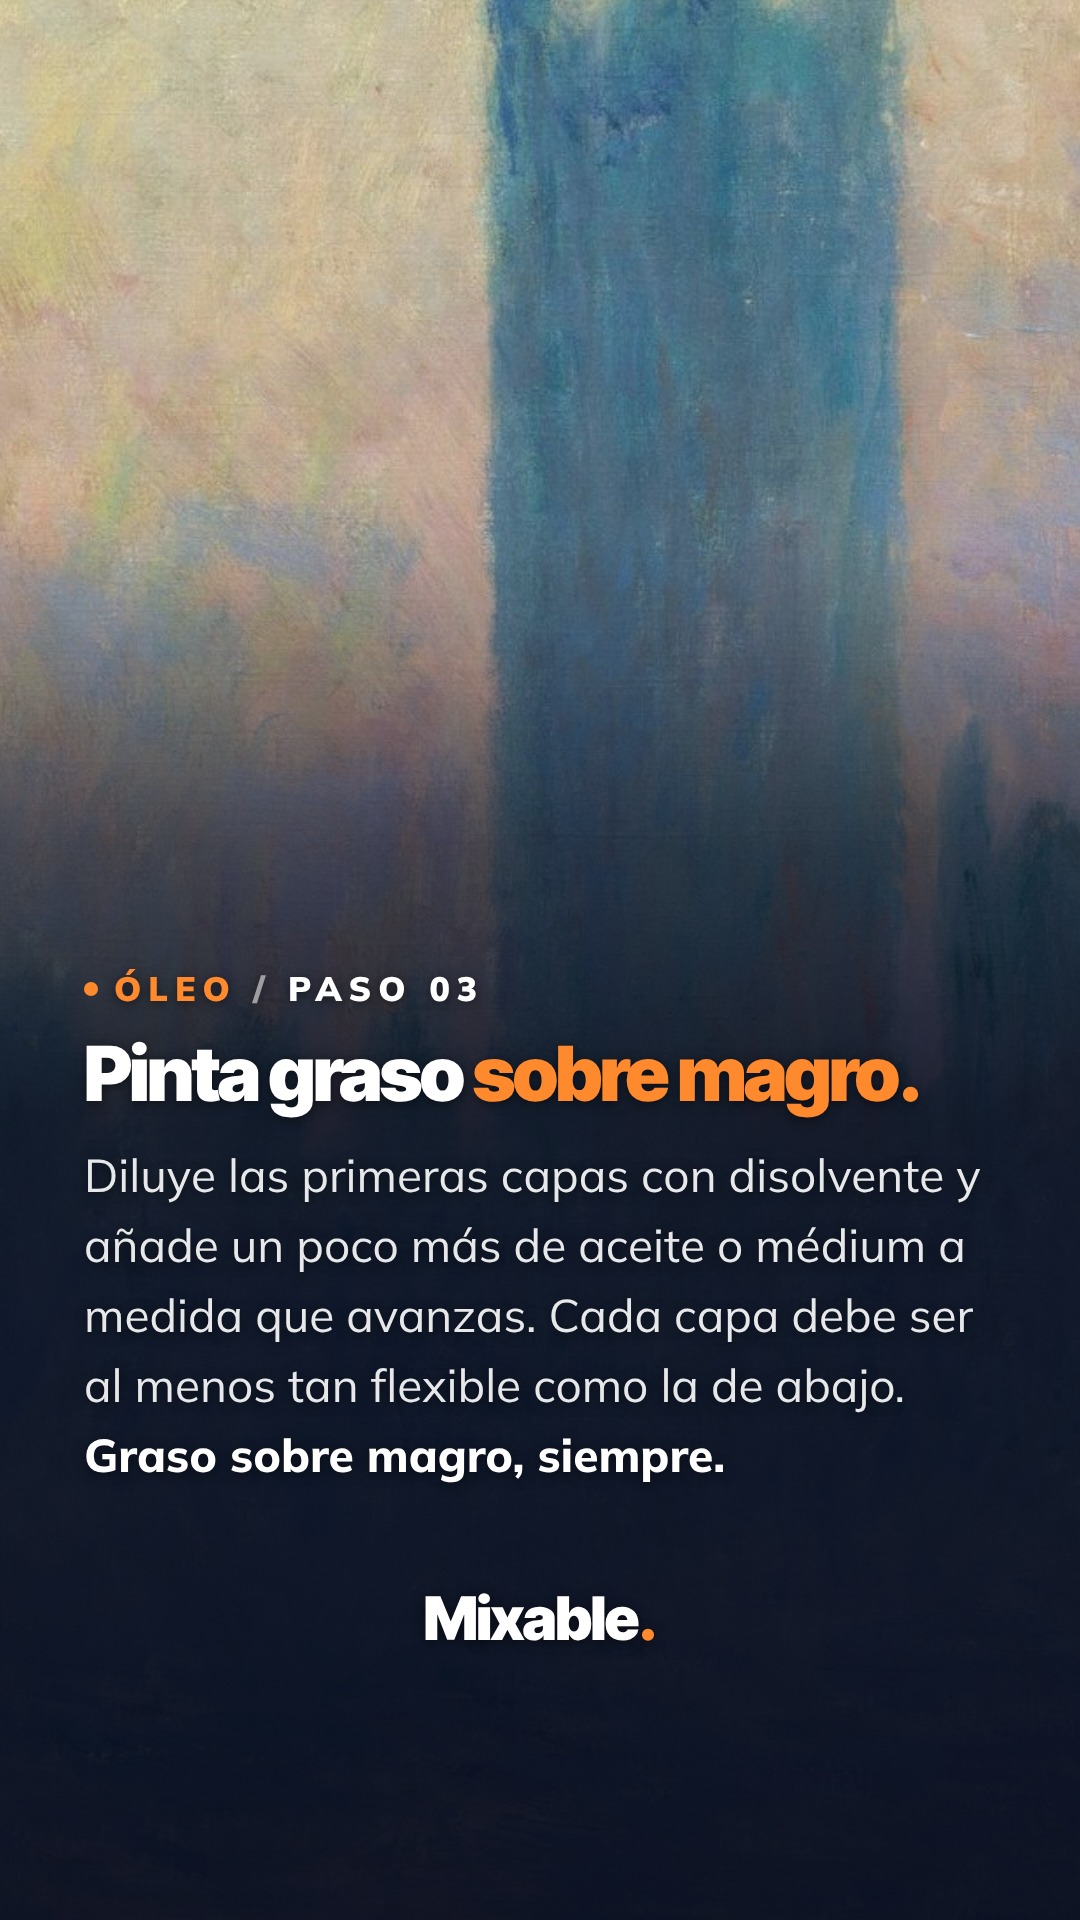 • ÓLEO / PASO 03
Pinta graso sobre magro.
Diluye las primeras capas con disolvente y
añade un poco más de aceite o médium a
medida que avanzas. Cada capa debe ser
al menos tan flexible como la de abajo.
Graso sobre magro, siempre.
Mixable.